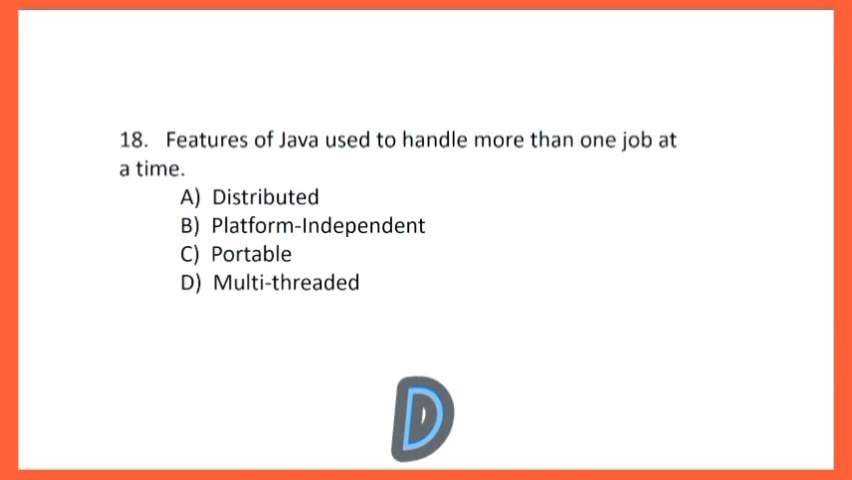 18. Features of Java used to handle more than one job at
a time.
A) Distributed
B) Platform-Independent
C) Portable
D) Multi-threaded
D